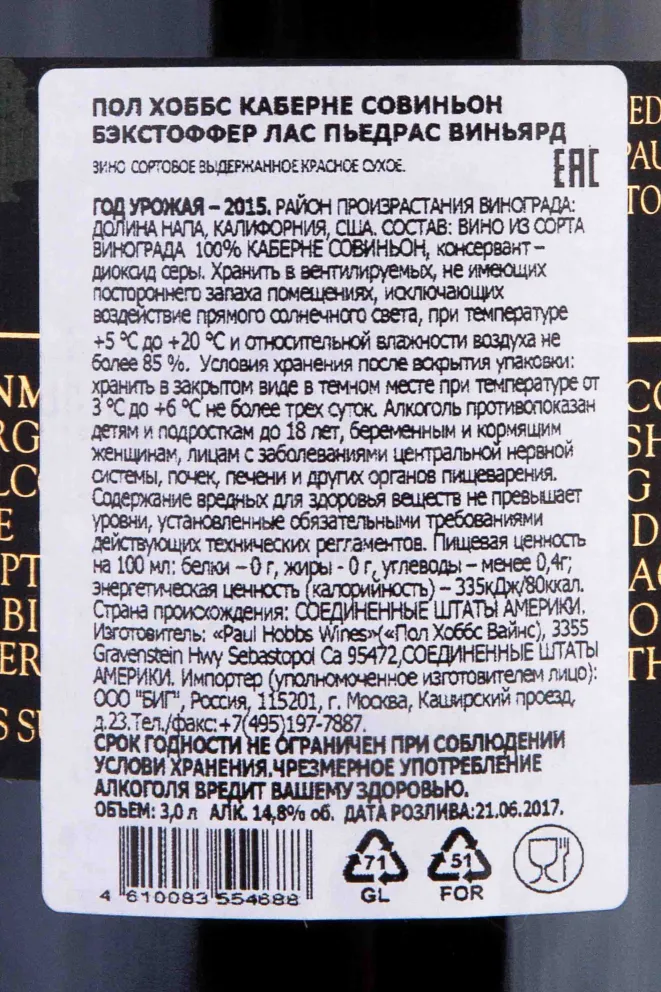 ПОЛ ХОББС КАБЕРНЕ СОВИНЬОН
БЭКСТОФФЕР ЛАС ПЬЕДРАС ВИНЬЯРД
ВИНО СОРТОВОЕ ВЫДЕРЖАННОЕ КРАСНОЕ СУХОЕ.
EAC
ГОД УРОЖАЯ – 2015. РАЙОН ПРОИЗРАСТАНИЯ ВИНОГРАДА:
ДОЛИНА НАПА, КАЛИФОРНИЯ, США. СОСТАВ: ВИНО ИЗ СОРТА
ВИНОГРАДА 100% КАБЕРНЕ СОВИНЬОН, консервант –
диоксид серы. Хранить в вентилируемых, не имеющих
постороннего запаха помещениях, исключающих
воздействие прямого солнечного света, при температуре
+5 °С до +20 °С и относительной влажности воздуха не
более 85 %. Условия хранения после вскрытия упаковки:
хранить в закрытом виде в темном месте при температуре от
3 °С до +6 °С не более трех суток. Алкоголь противопоказан
детям и подросткам до 18 лет, беременным и кормящим
женщинам, лицам с заболеваниями центральной нервной
системы, почек, печени и других органов пищеварения.
Содержание вредных для здоровья веществ не превышает
уровни, установленные обязательными требованиями
действующих технических регламентов. Пищевая ценность
на 100 мл: белки – 0 г, жиры - 0 г, углеводы – менее 0,4г;
энергетическая ценность (калорийность) – 335кДж/80ккал.
Страна происхождения: СОЕДИНЕННЫЕ ШТАТЫ АМЕРИКИ.
Изготовитель: «Paul Hobbs Wines»(«Пол Хоббс Вайнс), 3355
Gravenstein Hwy Sebastopol Ca 95472,СОЕДИНЕННЫЕ ШТАТЫ
АМЕРИКИ. Импортер (уполномоченное изготовителем лицо):
ООО "БИГ", Россия, 115201, г. Москва, Каширский проезд,
д.23.Тел./факс:+7(495)197-7887.
СРОК ГОДНОСТИ НЕ ОГРАНИЧЕН ПРИ СОБЛЮДЕНИИ
УСЛОВИ ХРАНЕНИЯ.ЧРЕЗМЕРНОЕ УПОТРЕБЛЕНИЕ
АЛКОГОЛЯ ВРЕДИТ ВАШЕМУ ЗДОРОВЬЮ.
ОБЪЕМ: 3,0 л АЛК. 14,8% об. ДАТА РОЗЛИВА:21.06.2017.
71
51
GL
FOR
4 610083 554688